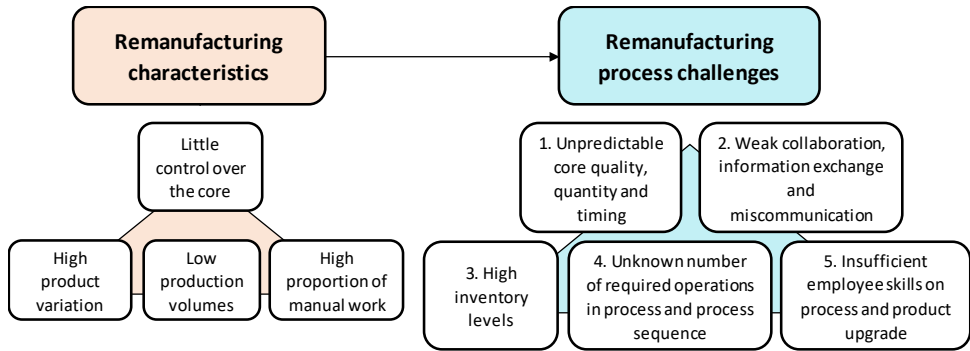 Remanufacturing
characteristics
Remanufacturing
process challenges
Little
control over
the core
High
product
variation
Low
production
volumes
High
proportion of
manual work
1. Unpredictable
core quality,
quantity and
timing
2. Weak collaboration,
information exchange
and
miscommunication
3. High
inventory
levels
4. Unknown number
of required operations
in process and process
sequence
5. Insufficient
employee skills on
process and product
upgrade